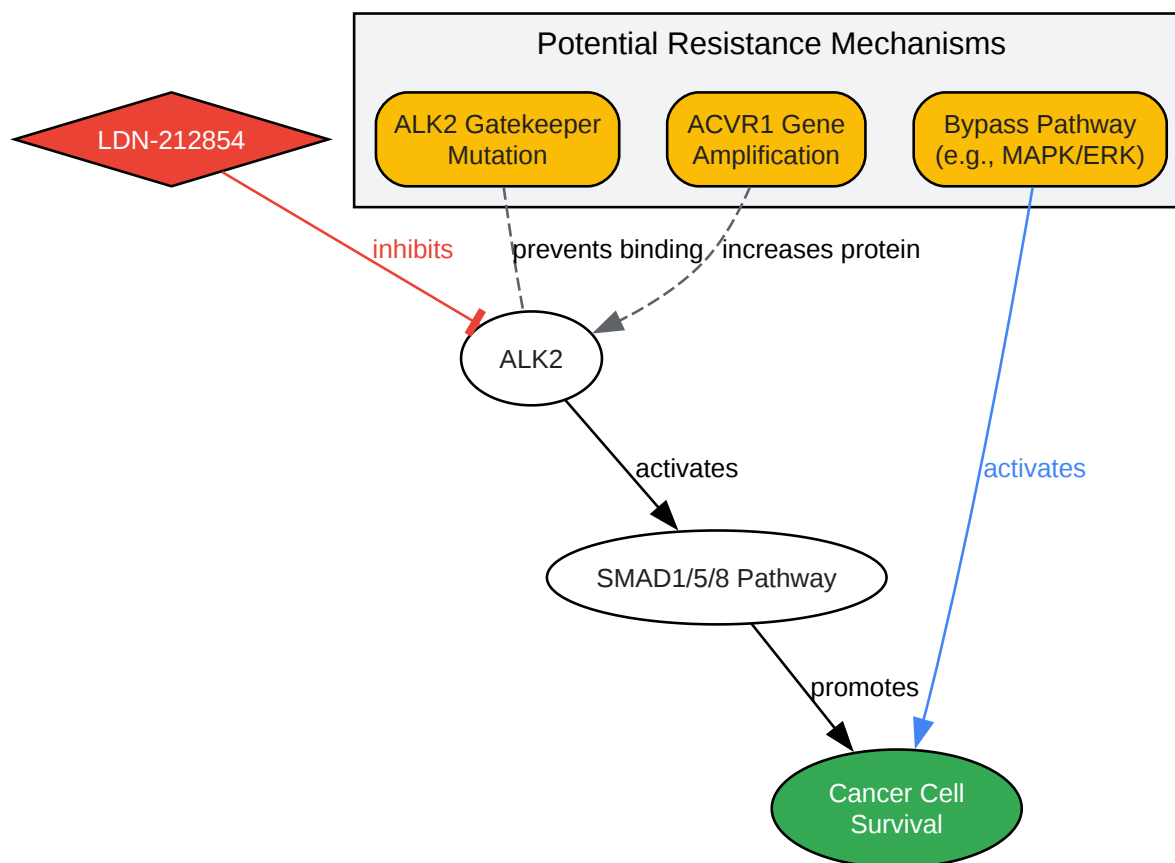 Potential Resistance Mechanisms
LDN-212854
ALK2 Gatekeeper
Mutation
ACVR1 Gene
Amplification
Bypass Pathway
(e.g., MAPK/ERK)
inhibits
prevents binding
increases protein
ALK2
activates
activates
SMAD1/5/8 Pathway
promotes
Cancer Cell
Survival